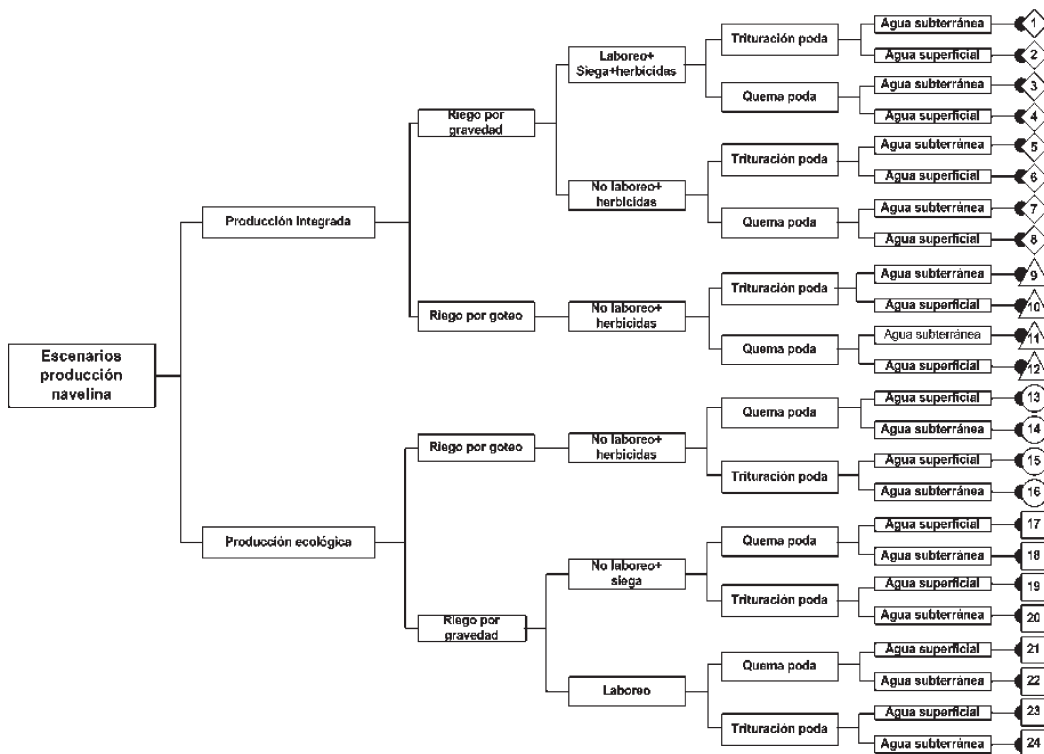 Escenarios
producción
navelina
Producción integrada
Riego por
gravedad
Laboreo+
Siega+herbicidas
Trituración poda
Agua subterránea
1
Agua superficial
2
Quema poda
Agua subterránea
3
Agua superficial
4
No laboreo+
herbicidas
Trituración poda
Agua subterránea
5
Agua superficial
6
Quema poda
Agua subterránea
7
Agua superficial
8
Riego por goteo
No laboreo+
herbicidas
Trituración poda
Agua subterránea
9
Agua superficial
10
Quema poda
Agua subterránea
11
Agua superficial
12
Producción ecológica
Riego por goteo
No laboreo+
herbicidas
Quema poda
Agua superficial
13
Agua subterránea
14
Trituración poda
Agua superficial
15
Agua subterránea
16
Riego por
gravedad
No laboreo+
siega
Quema poda
Agua superficial
17
Agua subterránea
18
Trituración poda
Agua superficial
19
Agua subterránea
20
Laboreo
Quema poda
Agua superficial
21
Agua subterránea
22
Trituración poda
Agua superficial
23
Agua subterránea
24